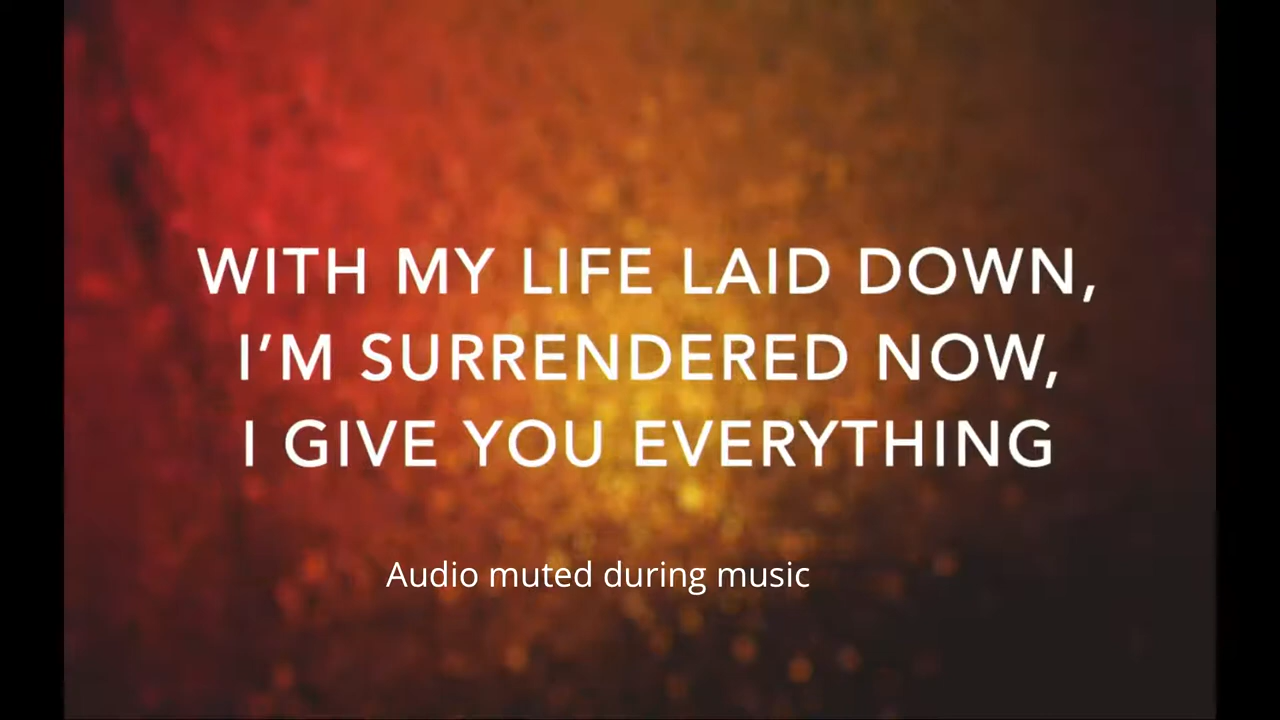 WITH MY LIFE LAID DOWN,
I’M SURRENDERED NOW,
I GIVE YOU EVERYTHING
Audio muted during music